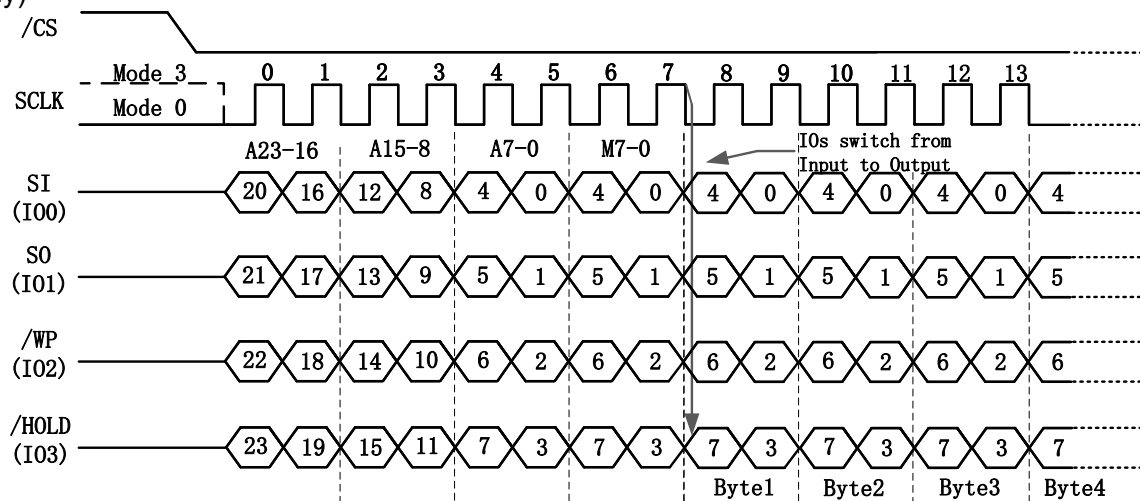 y)
/CS
0 1 2 3 4 5 6 7 8 9 10 11 12 13
Mode 3
SCLK
Mode 0
A23-16 A15-8 A7-0 M7-0
IOs switch from
Input to Output
SI
(IO0)
20 16 12 8 4 0 4 0 4 0 4 0 4 0 4
SO
(IO1)
21 17 13 9 5 1 5 1 5 1 5 1 5 1 5
/WP
(IO2)
22 18 14 10 6 2 6 2 6 2 6 2 6 2 6
/HOLD
(IO3)
23 19 15 11 7 3 7 3 7 3 7 3 7 3 7
Byte1 Byte2 Byte3 Byte4